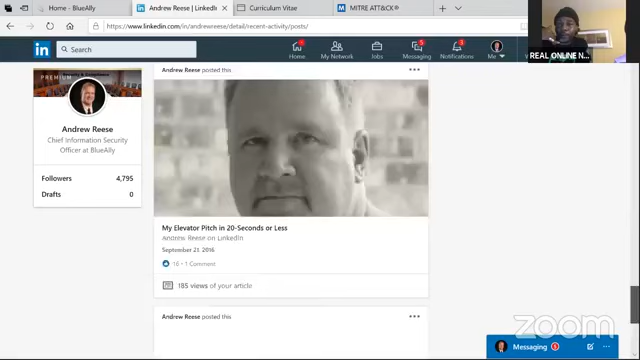 Home - BlueAlly
Andrew Reese | LinkedIn
Curriculum Vitae
MITRE ATT&CK®
https://www.linkedin.com/in/andrewreese/detail/recent-activity/posts/
in
Search
Home
My Network
Jobs
Messaging
Notifications
Me
REAL ONLINE N...
PREMIUM
Andrew Reese
Chief Information Security
Officer at BlueAlly
Followers 4,795
Drafts 0
Andrew Reese posted this
My Elevator Pitch in 20-Seconds or Less
Andrew Reese on LinkedIn
September 21, 2016
16 • 1 Comment
185 views of your article
Andrew Reese posted this
zoom
Messaging